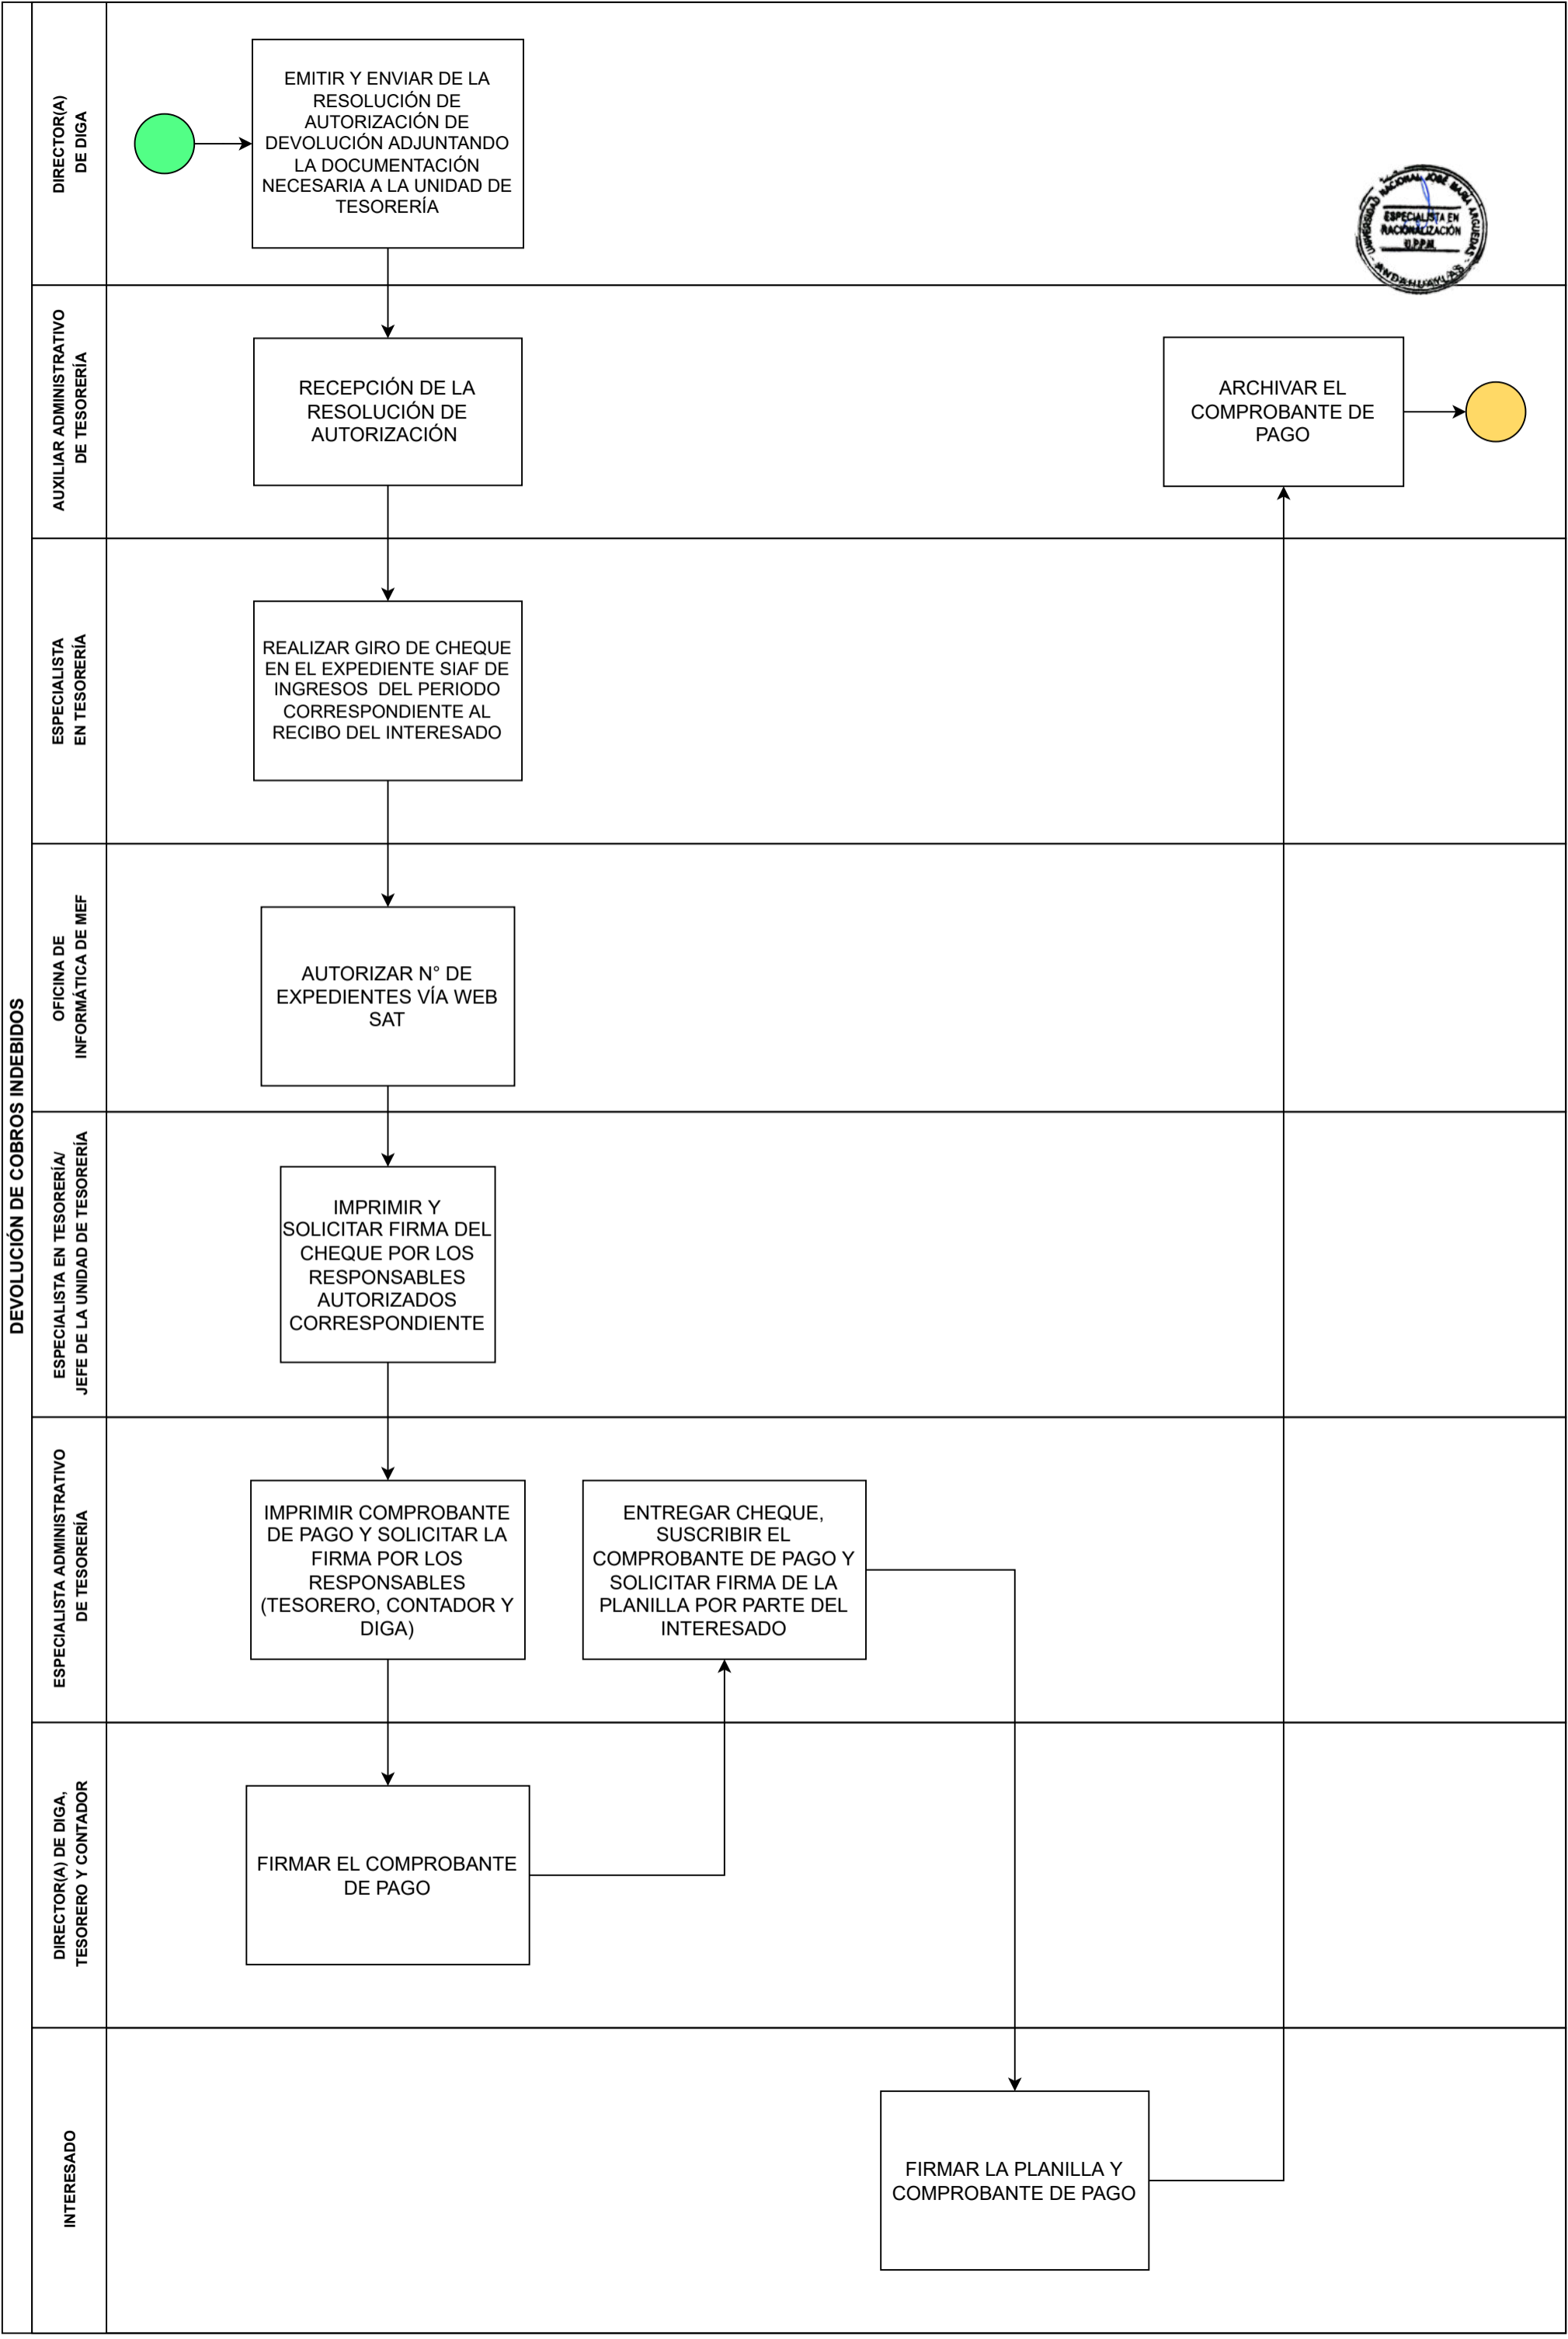 DEVOLUCIÓN DE COBROS INDEBIDOS
DIRECTOR(A)
DE DIGA
EMITIR Y ENVIAR DE LA
RESOLUCIÓN DE
AUTORIZACIÓN DE
DEVOLUCIÓN ADJUNTANDO
LA DOCUMENTACIÓN
NECESARIA A LA UNIDAD DE
TESORERÍA
UNIVERSIDAD NACIONAL JOSÉ MARÍA ARGUEDAS
ESPECIALISTA EN
RACIONALIZACIÓN
U.P.P.M.
- ANDAHUAYLAS -
AUXILIAR ADMINISTRATIVO
DE TESORERÍA
RECEPCIÓN DE LA
RESOLUCIÓN DE
AUTORIZACIÓN
ARCHIVAR EL
COMPROBANTE DE
PAGO
ESPECIALISTA
EN TESORERÍA
REALIZAR GIRO DE CHEQUE
EN EL EXPEDIENTE SIAF DE
INGRESOS DEL PERIODO
CORRESPONDIENTE AL
RECIBO DEL INTERESADO
OFICINA DE
INFORMÁTICA DE MEF
AUTORIZAR N° DE
EXPEDIENTES VÍA WEB
SAT
ESPECIALISTA EN TESORERÍA/
JEFE DE LA UNIDAD DE TESORERÍA
IMPRIMIR Y
SOLICITAR FIRMA DEL
CHEQUE POR LOS
RESPONSABLES
AUTORIZADOS
CORRESPONDIENTE
ESPECIALISTA ADMINISTRATIVO
DE TESORERÍA
IMPRIMIR COMPROBANTE
DE PAGO Y SOLICITAR LA
FIRMA POR LOS
RESPONSABLES
(TESORERO, CONTADOR Y
DIGA)
ENTREGAR CHEQUE,
SUSCRIBIR EL
COMPROBANTE DE PAGO Y
SOLICITAR FIRMA DE LA
PLANILLA POR PARTE DEL
INTERESADO
DIRECTOR(A) DE DIGA,
TESORERO Y CONTADOR
FIRMAR EL COMPROBANTE
DE PAGO
INTERESADO
FIRMAR LA PLANILLA Y
COMPROBANTE DE PAGO